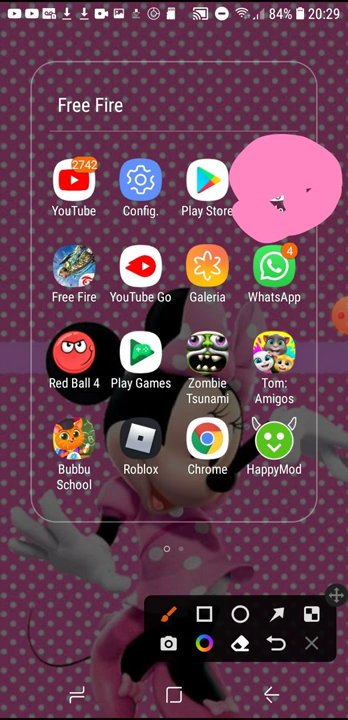 84% 20:29
Free Fire
2742
YouTube Config. Play Store
4
Free Fire YouTube Go Galeria WhatsApp
Red Ball 4 Play Games Zombie Tsunami Tom: Amigos
Bubbu School Roblox Chrome HappyMod